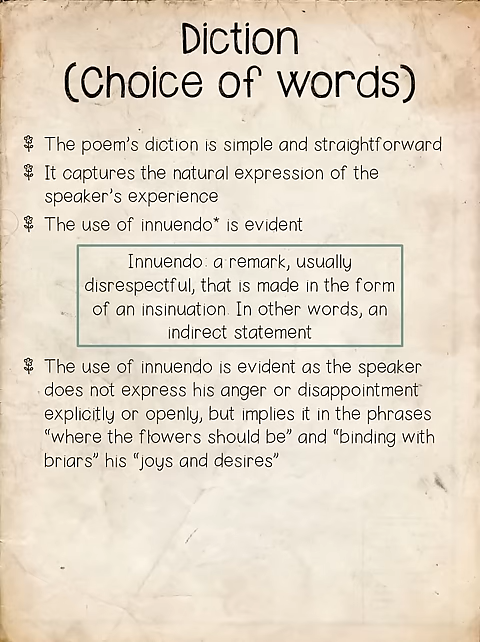 Diction
(Choice of words)
The poem's diction is simple and straightforward
It captures the natural expression of the
speaker's experience
The use of innuendo* is evident
Innuendo: a remark, usually
disrespectful, that is made in the form
of an insinuation. In other words, an
indirect statement
The use of innuendo is evident as the speaker
does not express his anger or disappointment
explicitly or openly, but implies it in the phrases
"where the flowers should be" and "binding with
briars" his "joys and desires"